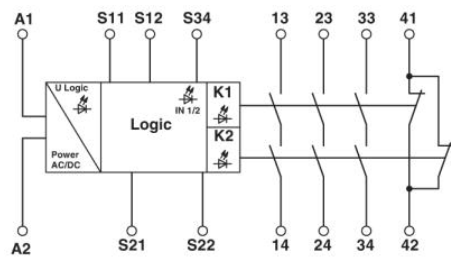 A1 S11 S12 S34 13 23 33 41
U Logic
IN 1/2
K1
Logic
K2
Power
AC/DC
A2 S21 S22 14 24 34 42